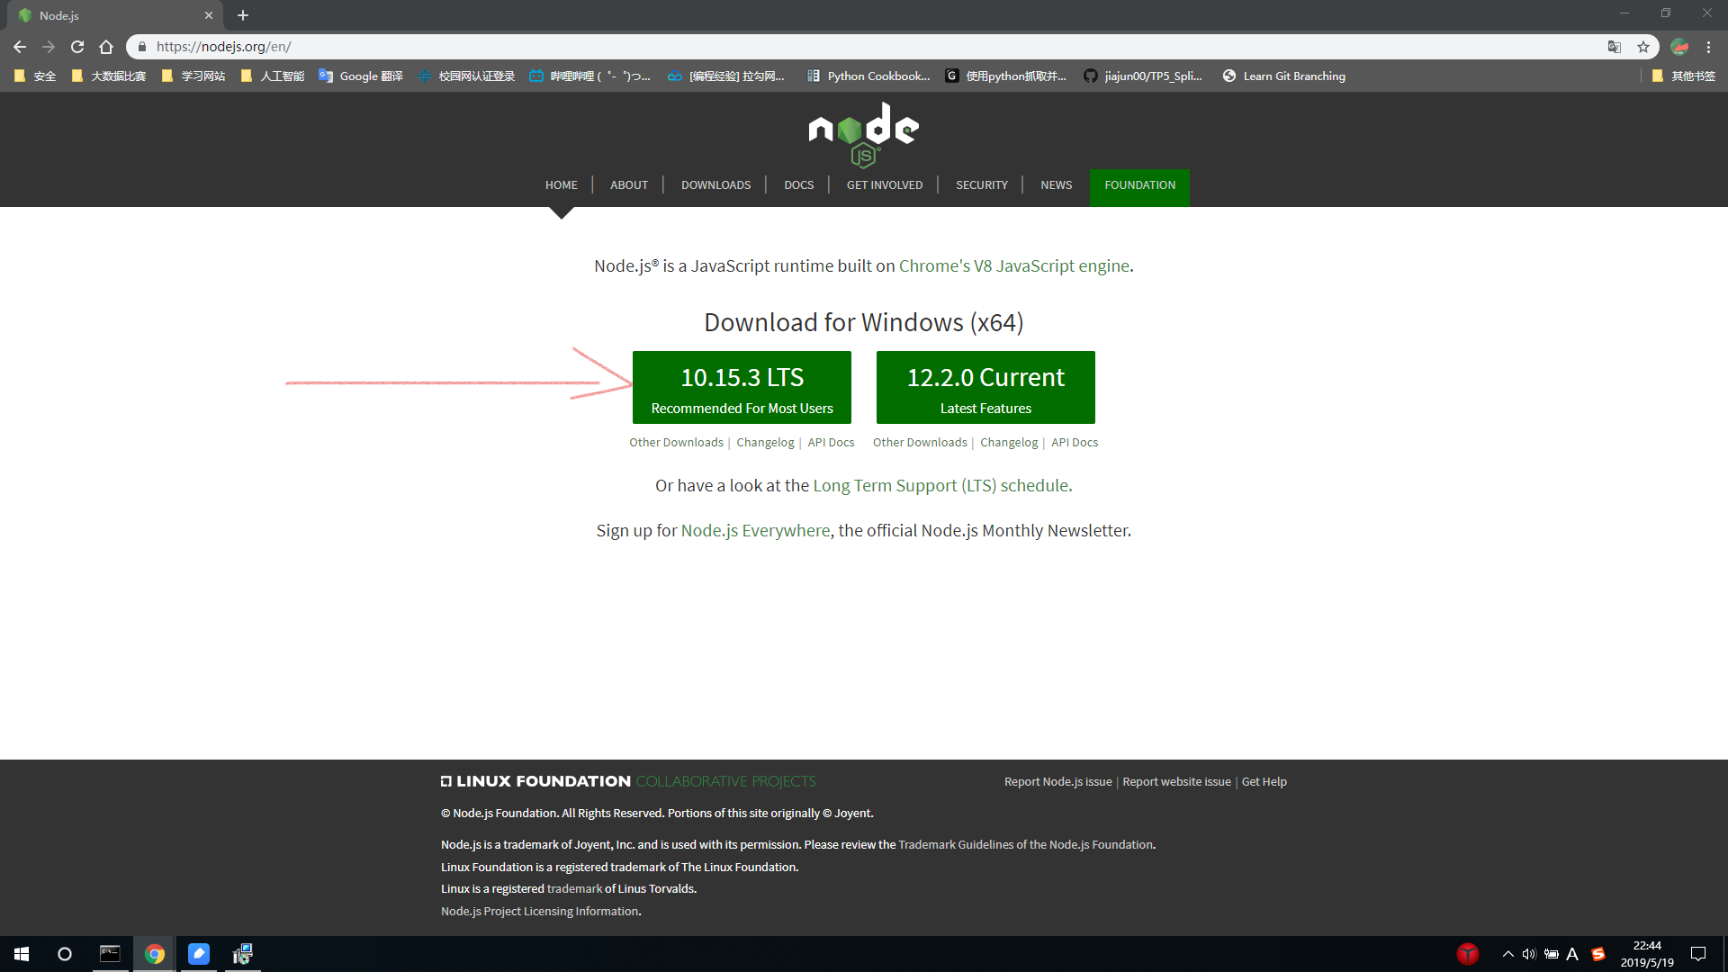 Node.js
https://nodejs.org/en/
安全
大数据比赛
学习网站
人工智能
Google 翻译
校园网认证登录
哔哩哔哩 ( ゜- ゜)つ...
[编程经验] 拉勾网...
Python Cookbook...
使用python抓取并...
jiajun00/TP5_Spli...
Learn Git Branching
其他书签
node
JS
HOME
ABOUT
DOWNLOADS
DOCS
GET INVOLVED
SECURITY
NEWS
FOUNDATION
Node.js® is a JavaScript runtime built on Chrome's V8 JavaScript engine.
Download for Windows (x64)
10.15.3 LTS
Recommended For Most Users
12.2.0 Current
Latest Features
Other Downloads | Changelog | API Docs
Other Downloads | Changelog | API Docs
Or have a look at the Long Term Support (LTS) schedule.
Sign up for Node.js Everywhere, the official Node.js Monthly Newsletter.
LINUX FOUNDATION COLLABORATIVE PROJECTS
Report Node.js issue | Report website issue | Get Help
© Node.js Foundation. All Rights Reserved. Portions of this site originally © Joyent.
Node.js is a trademark of Joyent, Inc. and is used with its permission. Please review the Trademark Guidelines of the Node.js Foundation.
Linux Foundation is a registered trademark of The Linux Foundation.
Linux is a registered trademark of Linus Torvalds.
Node.js Project Licensing Information.
A
22:44
2019/5/19